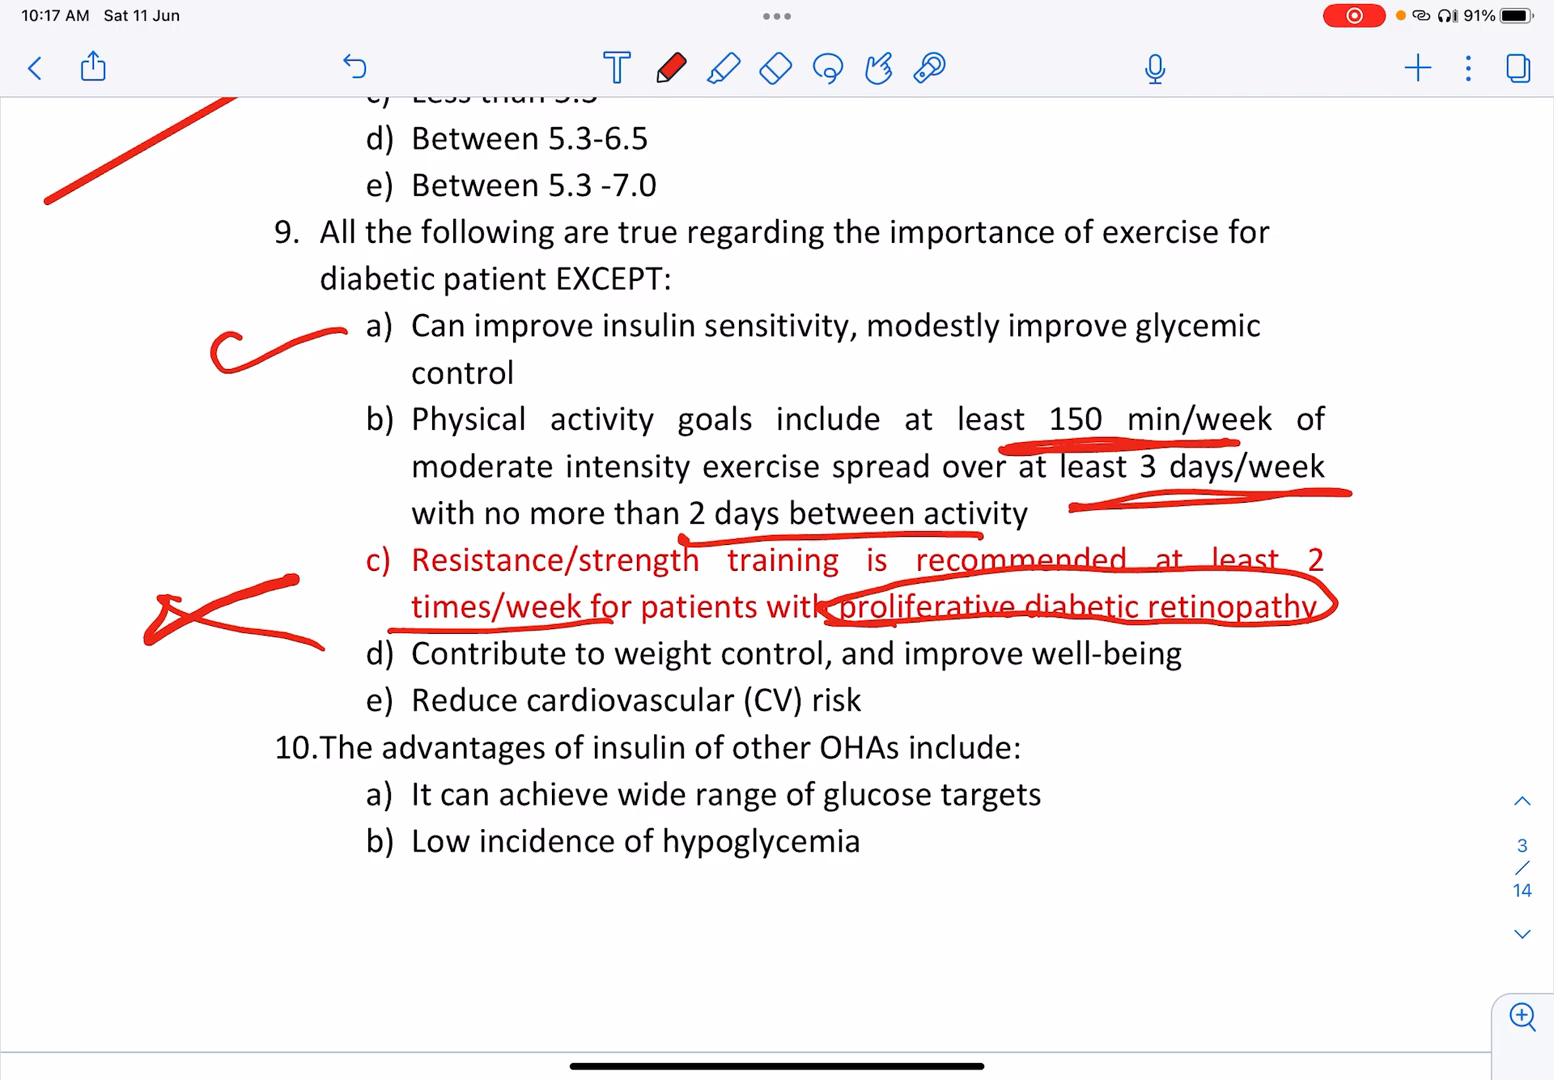 10:17 AM Sat 11 Jun
91%
c) Less than 5.3
d) Between 5.3-6.5
e) Between 5.3 -7.0
9. All the following are true regarding the importance of exercise for
diabetic patient EXCEPT:
a) Can improve insulin sensitivity, modestly improve glycemic
control
b) Physical activity goals include at least 150 min/week of
moderate intensity exercise spread over at least 3 days/week
with no more than 2 days between activity
c) Resistance/strength training is recommended at least 2
times/week for patients with proliferative diabetic retinopathy
d) Contribute to weight control, and improve well-being
e) Reduce cardiovascular (CV) risk
10.The advantages of insulin of other OHAs include:
a) It can achieve wide range of glucose targets
b) Low incidence of hypoglycemia
3
/
14